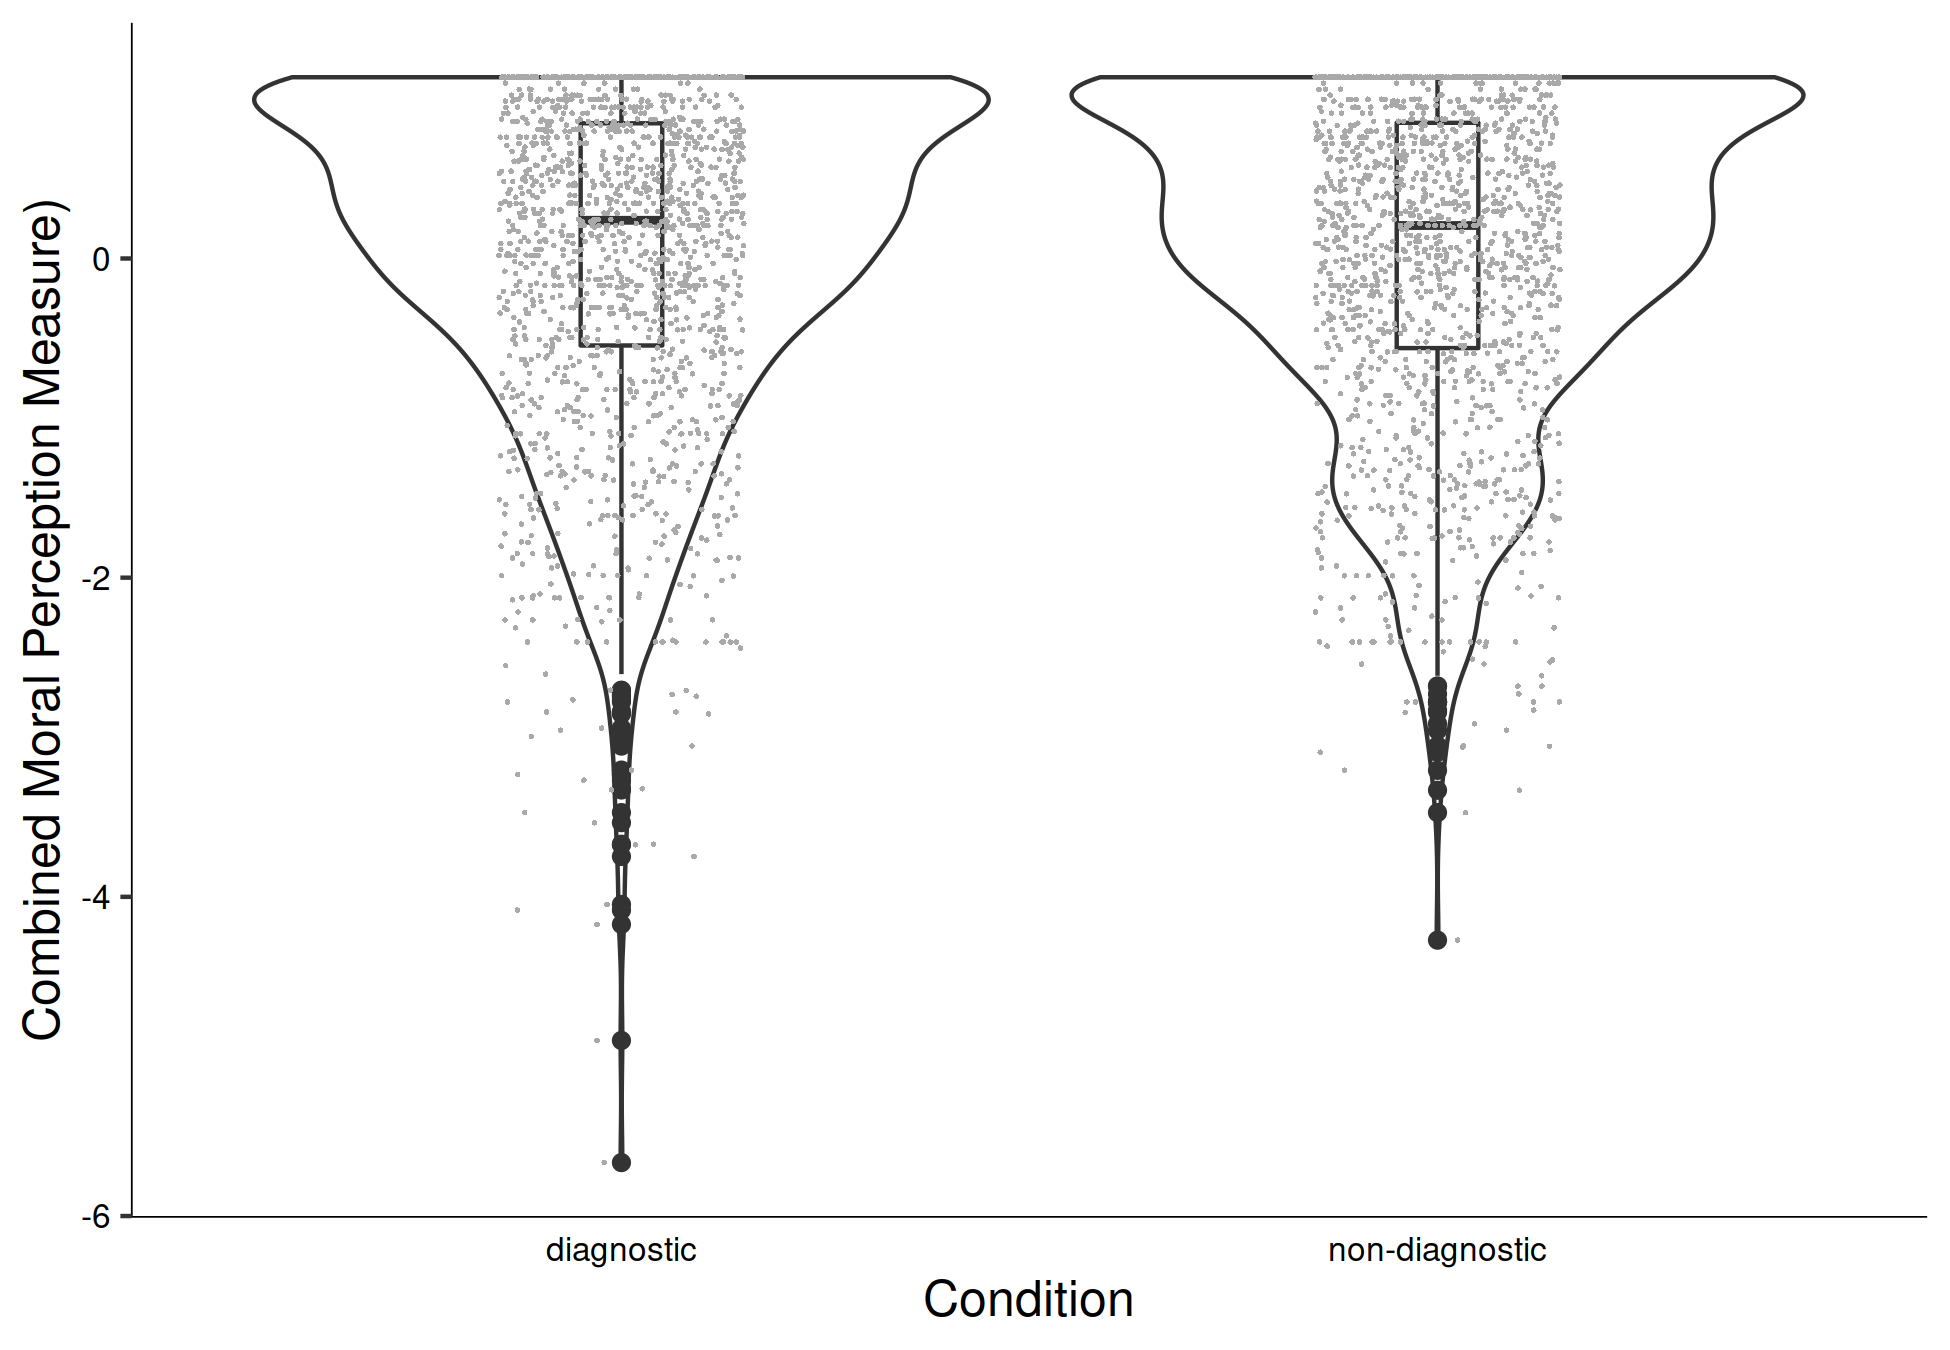 Combined Moral Perception Measure)
0
-2
-4
-6
diagnostic
non-diagnostic
Condition